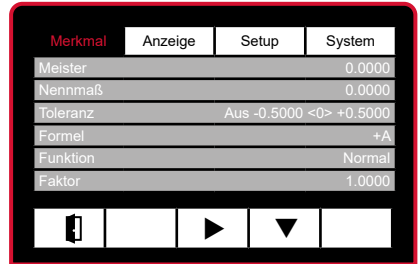 Merkmal Anzeige Setup System
Meister 0.0000
Nennmaß 0.0000
Toleranz Aus -0.5000 <0> +0.5000
Formel +A
Funktion Normal
Faktor 1.0000